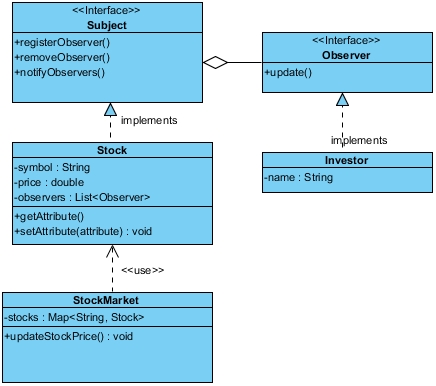 <<Interface>>
Subject
+registerObserver()
+removeObserver()
+notifyObservers()
<<Interface>>
Observer
+update()
implements
implements
Stock
-symbol : String
-price : double
-observers : List<Observer>
+getAttribute()
+setAttribute(attribute) : void
Investor
-name : String
<<use>>
StockMarket
-stocks : Map<String, Stock>
+updateStockPrice() : void